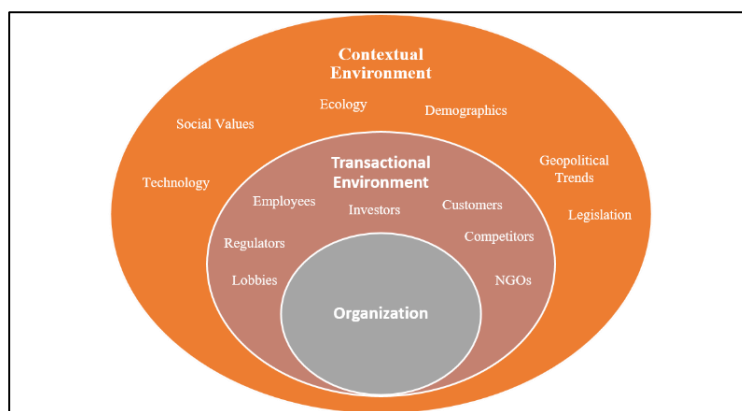 Contextual
Environment
Ecology
Demographics
Social Values
Geopolitical
Trends
Technology
Legislation
Transactional
Environment
Employees
Investors
Customers
Regulators
Competitors
Lobbies
NGOs
Organization